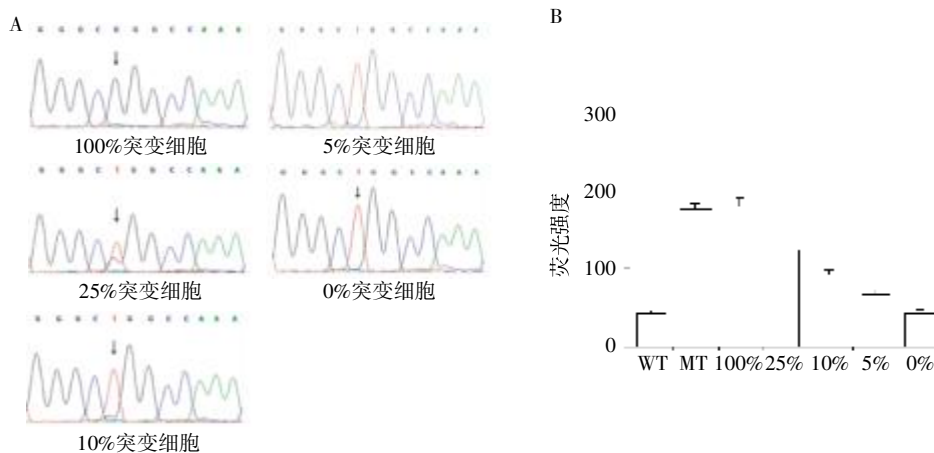 A
G G G C G G G C C A A A
100%突变细胞
G G G C T G G C C A A A
5%突变细胞
G G G C T G G C C A A A
25%突变细胞
G G G C T G G C C A A A
0%突变细胞
G G G C T G G C C A A A
10%突变细胞
B
荧光强度
300
200
100
0
WT MT 100% 25% 10% 5% 0%